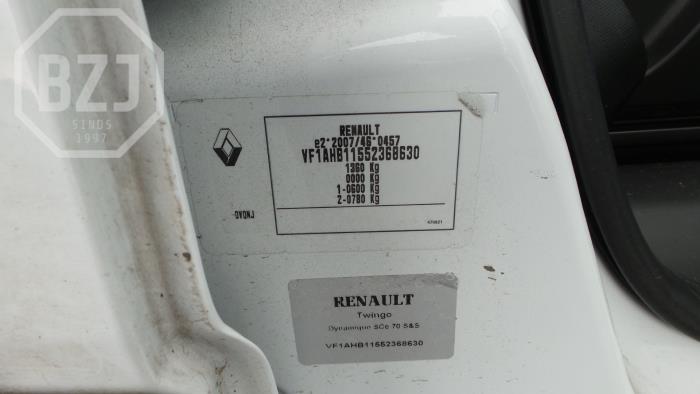 BZJ
SINDS
1997
RENAULT
e2*2007/46*0457
VF1AHB11552368630
1360 Kg
0000 Kg
1-0600 Kg
2-0780 Kg
RENAULT
Twingo
Dynamique SCe 70 S&S
VF1AHB11552368630